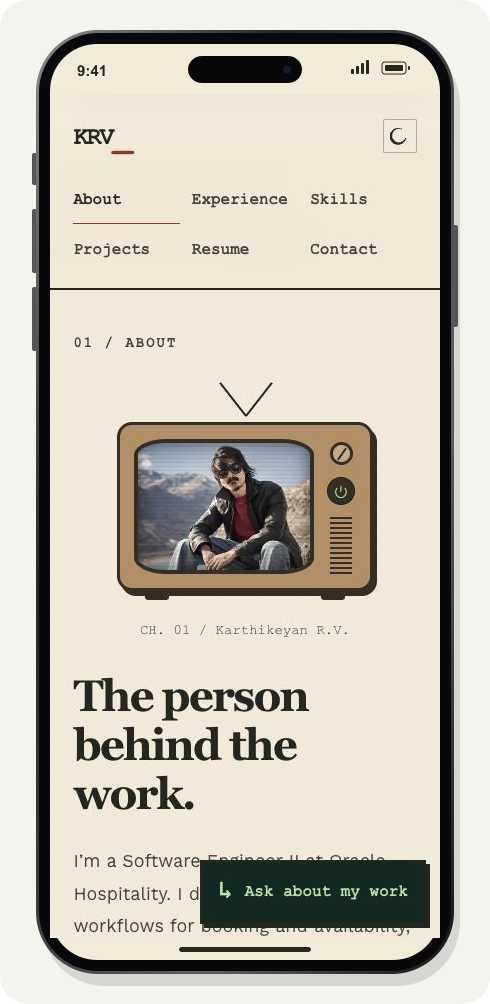 9:41
KRV_
About Experience Skills
Projects Resume Contact
01 / ABOUT
CH. 01 / Karthikeyan R.V.
The person
behind the
work.
I'm a Software Engineer II at Oracle
Hospitality. I d
↳ Ask about my work
workflows for booking and availability,